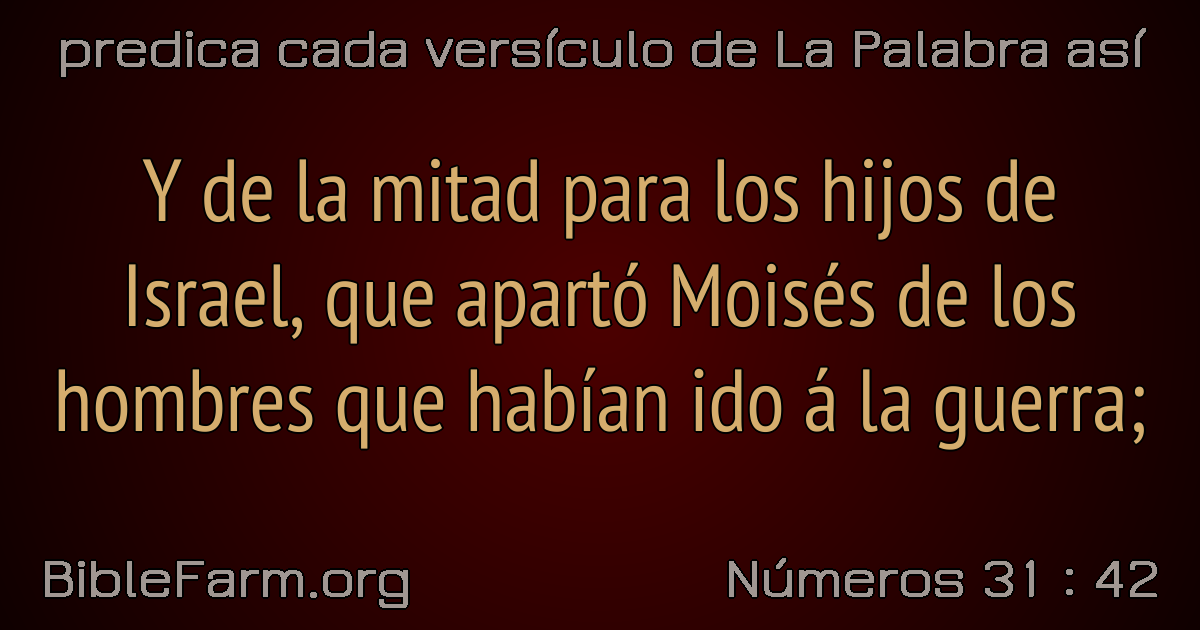 predica cada versículo de La Palabra así
Y de la mitad para los hijos de
Israel, que apartó Moisés de los
hombres que habían ido á la guerra;
BibleFarm.org
Números 31 : 42